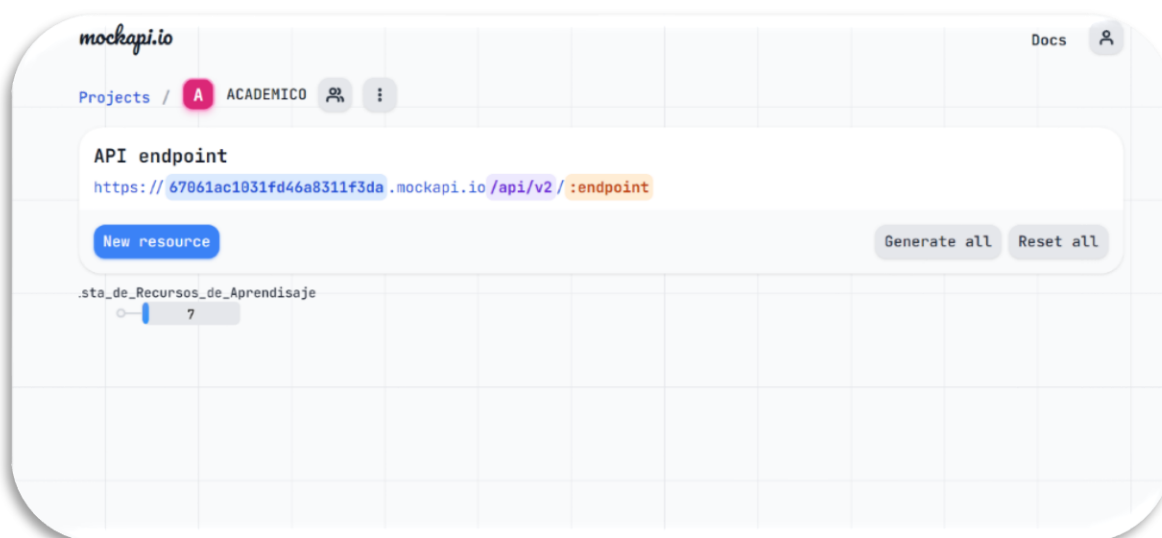 mockapi.io
Docs
Projects / A ACADEMICO
API endpoint
https://67061ac1031fd46a8311f3da.mockapi.io/api/v2/:endpoint
New resource
Generate all
Reset all
.sta_de_Recursos_de_Aprendisaje
7